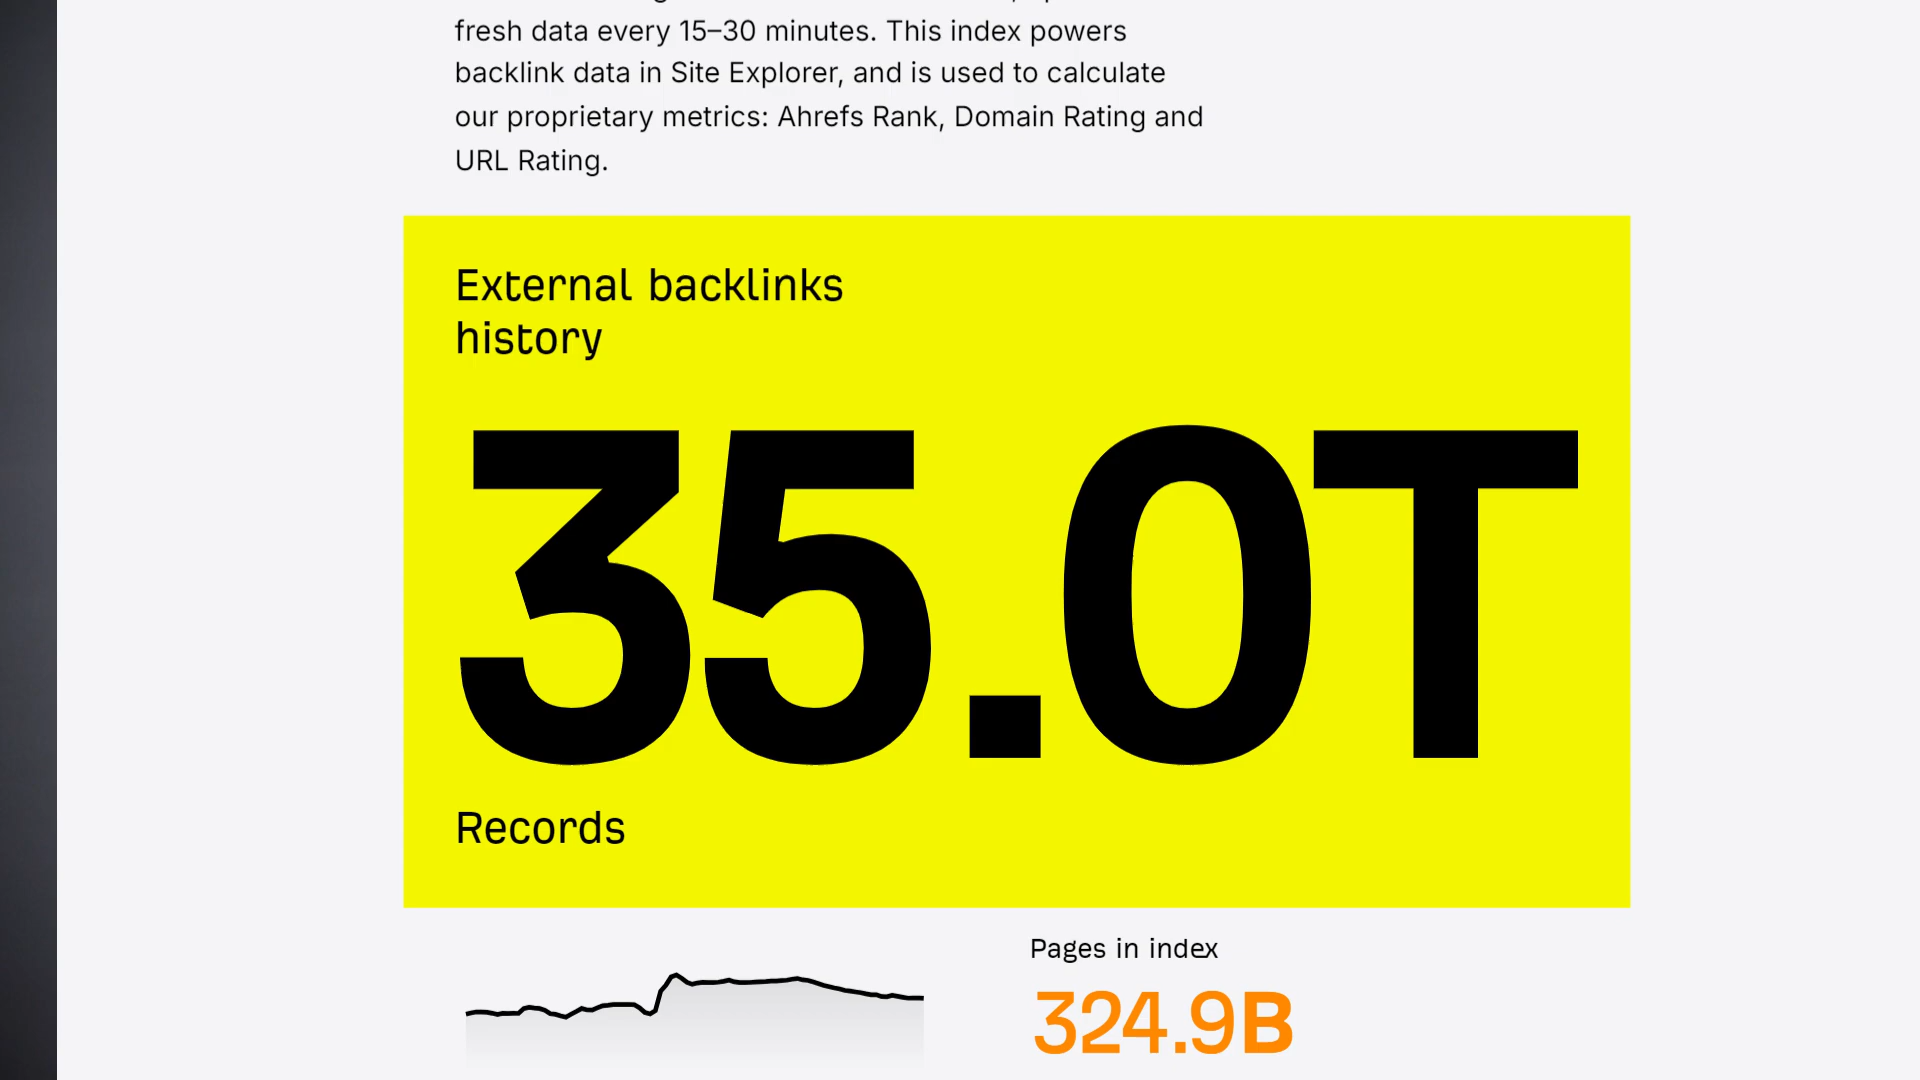 fresh data every 15–30 minutes. This index powers
backlink data in Site Explorer, and is used to calculate
our proprietary metrics: Ahrefs Rank, Domain Rating and
URL Rating.
External backlinks
history
35.0T
Records
Pages in index
324.9B